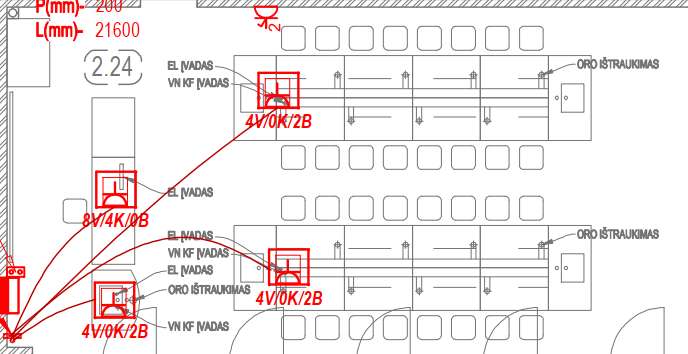 P(mm)- 200
L(mm)- 21600
2
2.24
EL ĮVADAS
VN KF ĮVADAS
ORO IŠTRAUKIMAS
4V/0K/2B
EL ĮVADAS
8V/4K/0B
EL ĮVADAS
ORO IŠTRAUKIMAS
VN KF ĮVADAS
EL ĮVADAS
ORO IŠTRAUKIMAS
4V/0K/2B
4V/0K/2B
VN KF ĮVADAS